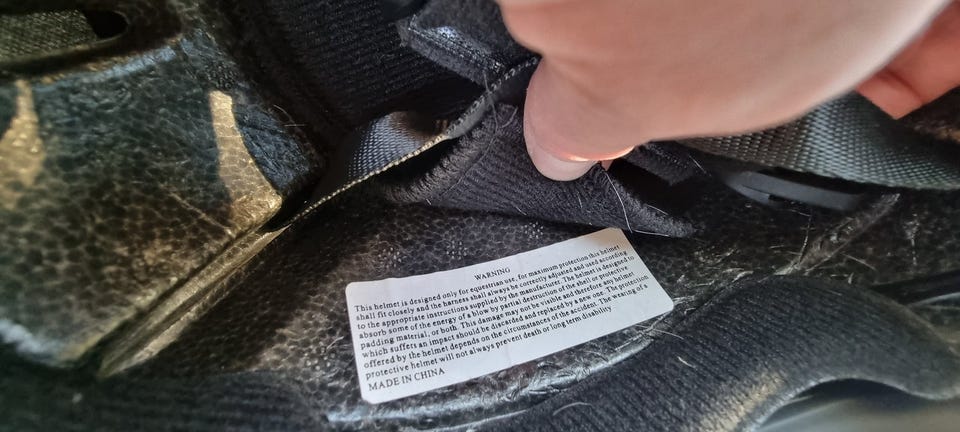 WARNING
This helmet is designed only for equestrian use, for maximum protection this helmet
shall fit closely and the harness shall always be correctly adjusted and used according
to the appropriate instructions supplied by the manufacturer. The helmet is designed to
absorb some of the energy of a blow by partial destruction of the shell or protective
padding material, or both. This damage may not be visible and therefore any helmet
which suffers an impact should be discarded and replaced by a new one. The protection
offered by the helmet depends on the circumstances of the accident. The wearing of a
protective helmet will not always prevent death or long term disability
MADE IN CHINA